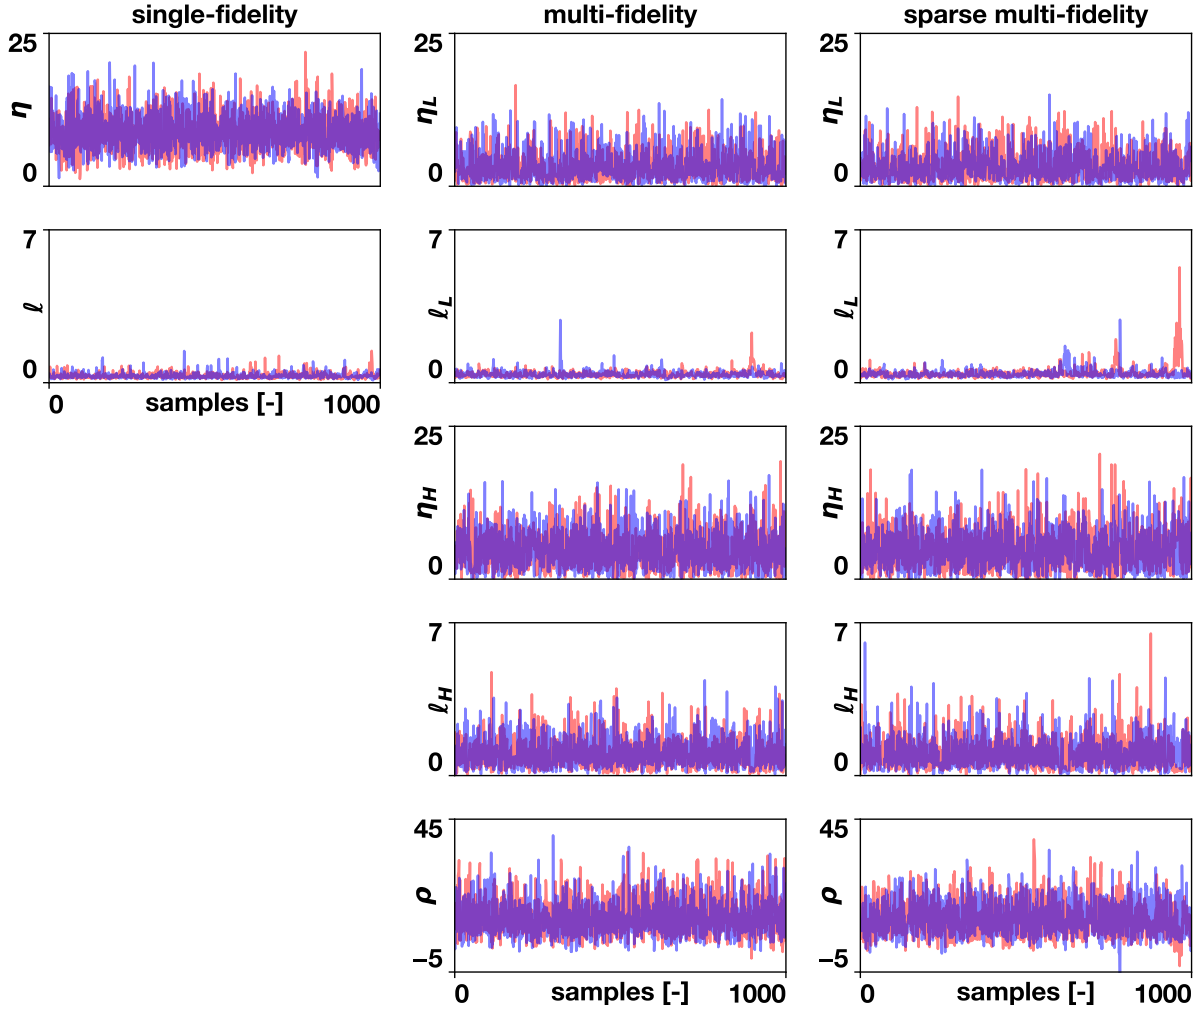 single-fidelity multi-fidelity sparse multi-fidelity
25 25 25
η η_L η_L
0 0 0
7 7 7
ℓ ℓ_L ℓ_L
0 0 0
0 samples [-] 1000
25 25
η_H η_H
0 0
7 7
ℓ_H ℓ_H
0 0
45 45
ρ ρ
−5 −5
0 samples [-] 1000 0 samples [-] 1000